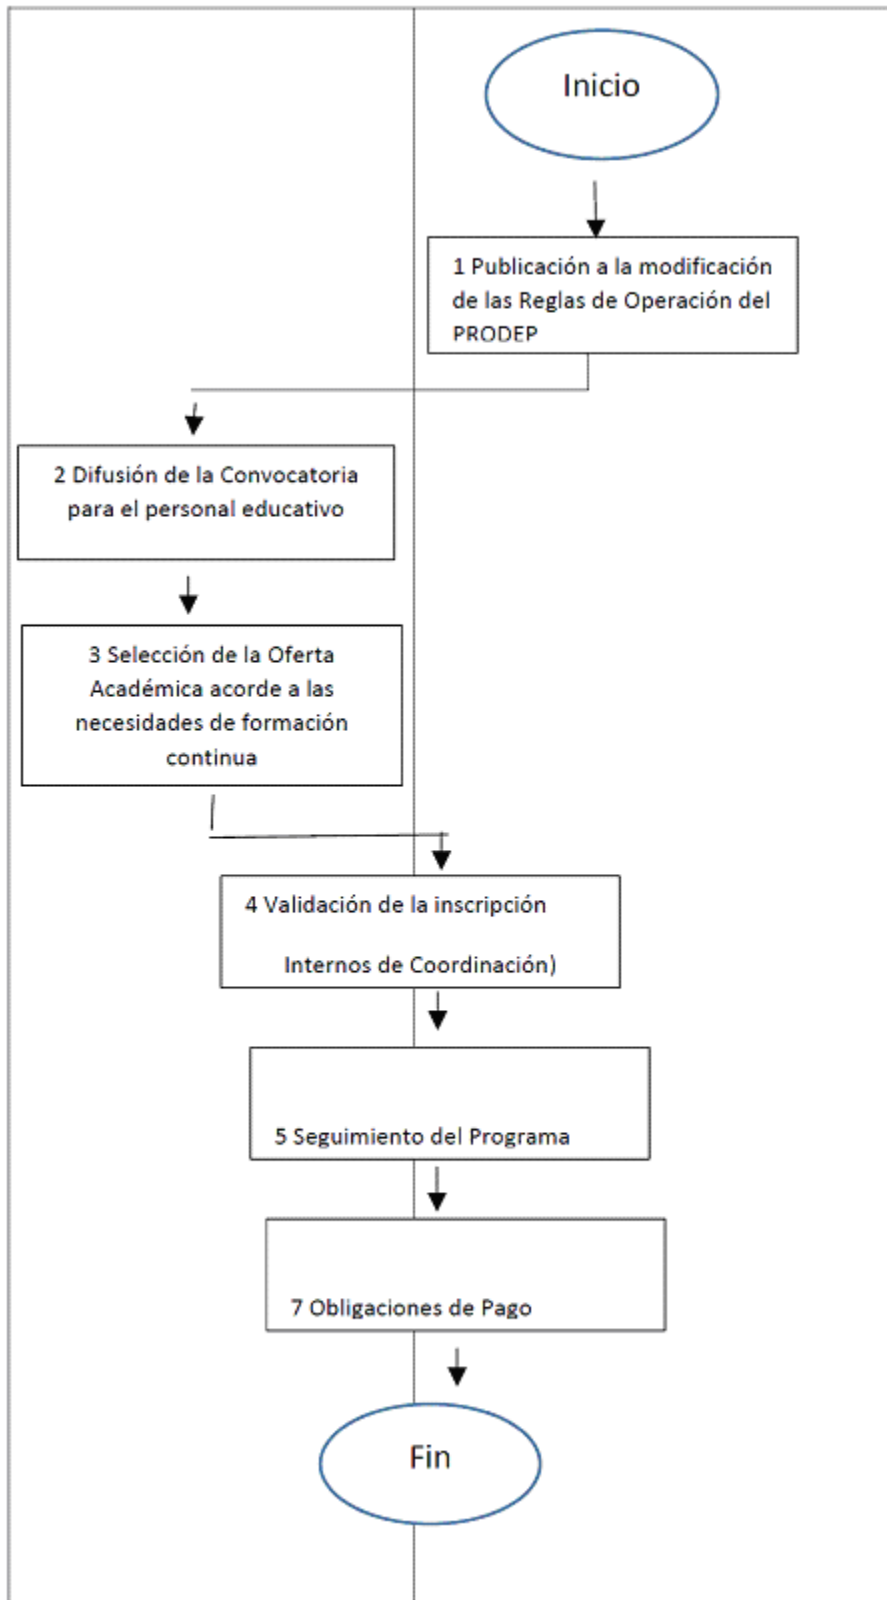 Inicio
1 Publicación a la modificación
de las Reglas de Operación del
PRODEP
2 Difusión de la Convocatoria
para el personal educativo
3 Selección de la Oferta
Académica acorde a las
necesidades de formación
continua
4 Validación de la inscripción
Internos de Coordinación)
5 Seguimiento del Programa
7 Obligaciones de Pago
Fin